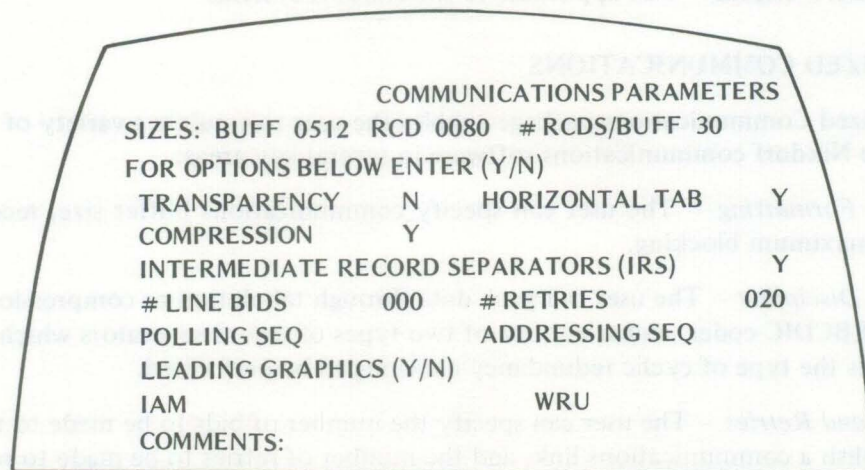 COMMUNICATIONS PARAMETERS
SIZES: BUFF 0512 RCD 0080 #RCDS/BUFF 30
FOR OPTIONS BELOW ENTER (Y/N)
TRANSPARENCY N HORIZONTAL TAB Y
COMPRESSION Y
INTERMEDIATE RECORD SEPARATORS (IRS) Y
# LINE BIDS 000 # RETRIES 020
POLLING SEQ ADDRESSING SEQ
LEADING GRAPHICS (Y/N)
IAM WRU
COMMENTS: